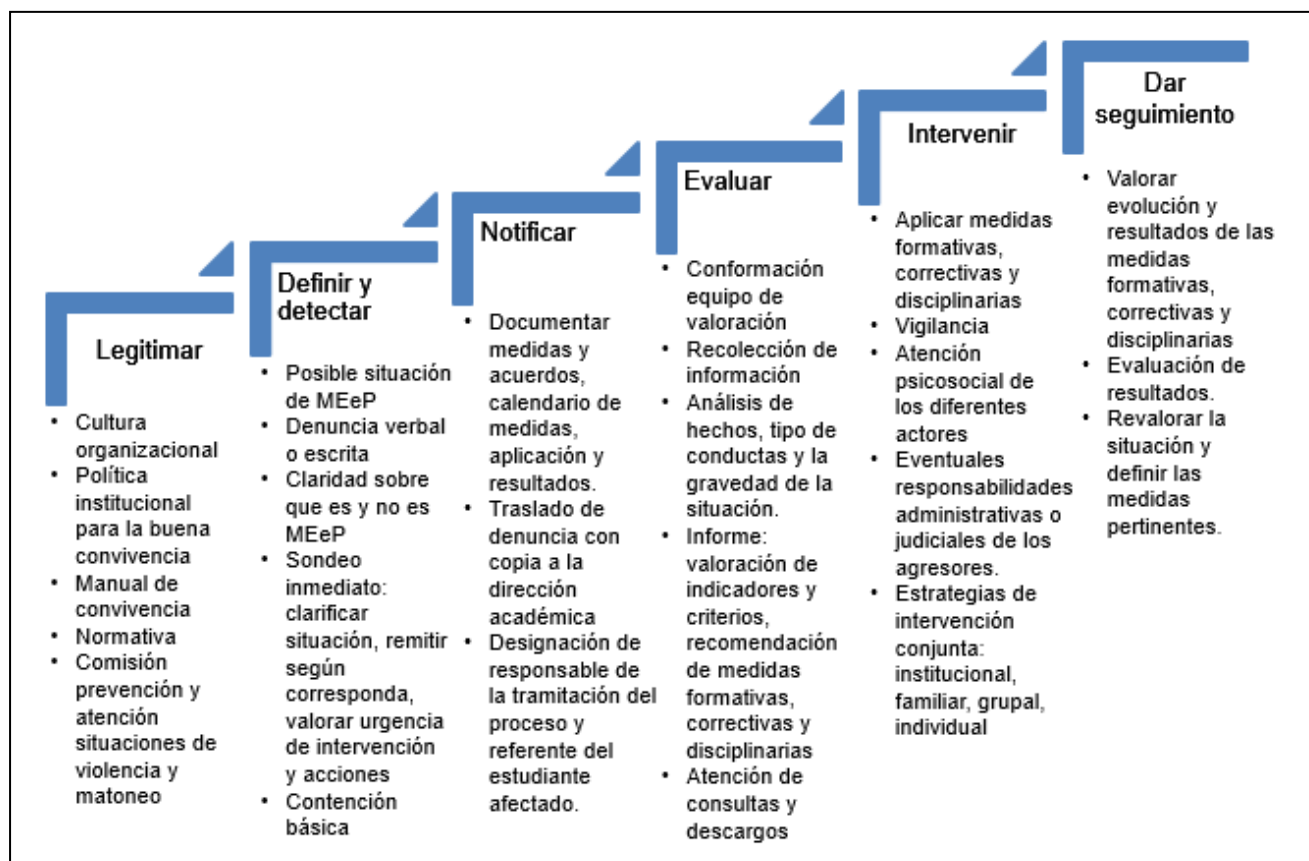 Legitimar
• Cultura
organizacional
• Política
institucional
para la buena
convivencia
• Manual de
convivencia
• Normativa
• Comisión
prevención y
atención
situaciones de
violencia y
matoneo
Definir y
detectar
• Posible situación
de MEeP
• Denuncia verbal
o escrita
• Claridad sobre
que es y no es
MEeP
• Sondeo
inmediato:
clarificar
situación, remitir
según
corresponda,
valorar urgencia
de intervención
y acciones
• Contención
básica
Notificar
• Documentar
medidas y
acuerdos,
calendario de
medidas,
aplicación y
resultados.
• Traslado de
denuncia con
copia a la
dirección
académica
• Designación de
responsable de
la tramitación del
proceso y
referente del
estudiante
afectado.
Evaluar
• Conformación
equipo de
valoración
• Recolección de
información
• Análisis de
hechos, tipo de
conductas y la
gravedad de la
situación.
• Informe:
valoración de
indicadores y
criterios,
recomendación
de medidas
formativas,
correctivas y
disciplinarias
• Atención de
consultas y
descargos
Intervenir
• Aplicar medidas
formativas,
correctivas y
disciplinarias
• Vigilancia
• Atención
psicosocial de
los diferentes
actores
• Eventuales
responsabilidades
administrativas o
judiciales de los
agresores.
• Estrategias de
intervención
conjunta:
institucional,
familiar, grupal,
individual
Dar
seguimiento
• Valorar
evolución y
resultados de las
medidas
formativas,
correctivas y
disciplinarias
• Evaluación de
resultados.
• Revalorar la
situación y
definir las
medidas
pertinentes.